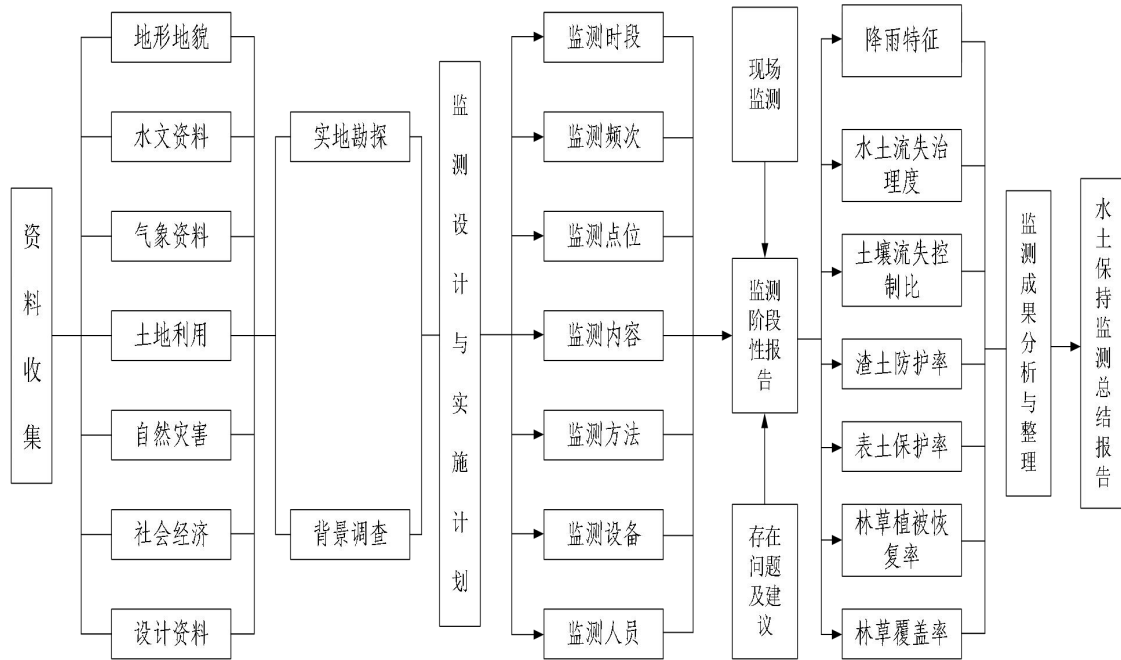 资料收集
地形地貌
水文资料
气象资料
土地利用
自然灾害
社会经济
设计资料
实地勘探
背景调查
监测设计与实施计划
监测时段
监测频次
监测点位
监测内容
监测方法
监测设备
监测人员
现场
监测
监测
阶段
性报
告
存在
问题
及建
议
降雨特征
水土流失治
理度
土壤流失控
制比
渣土防护率
表土保护率
林草植被恢
复率
林草覆盖率
监测成果分析与整理
水土保持监测总结报告